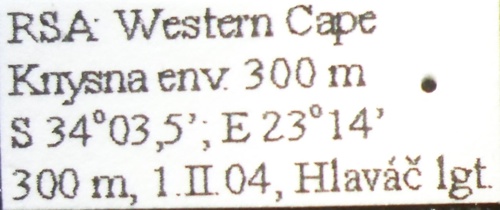 RSA: Western Cape
Knysna env. 300 m
S 34°03,5'; E 23°14'
300 m, 1.II.04, Hlaváč lgt.